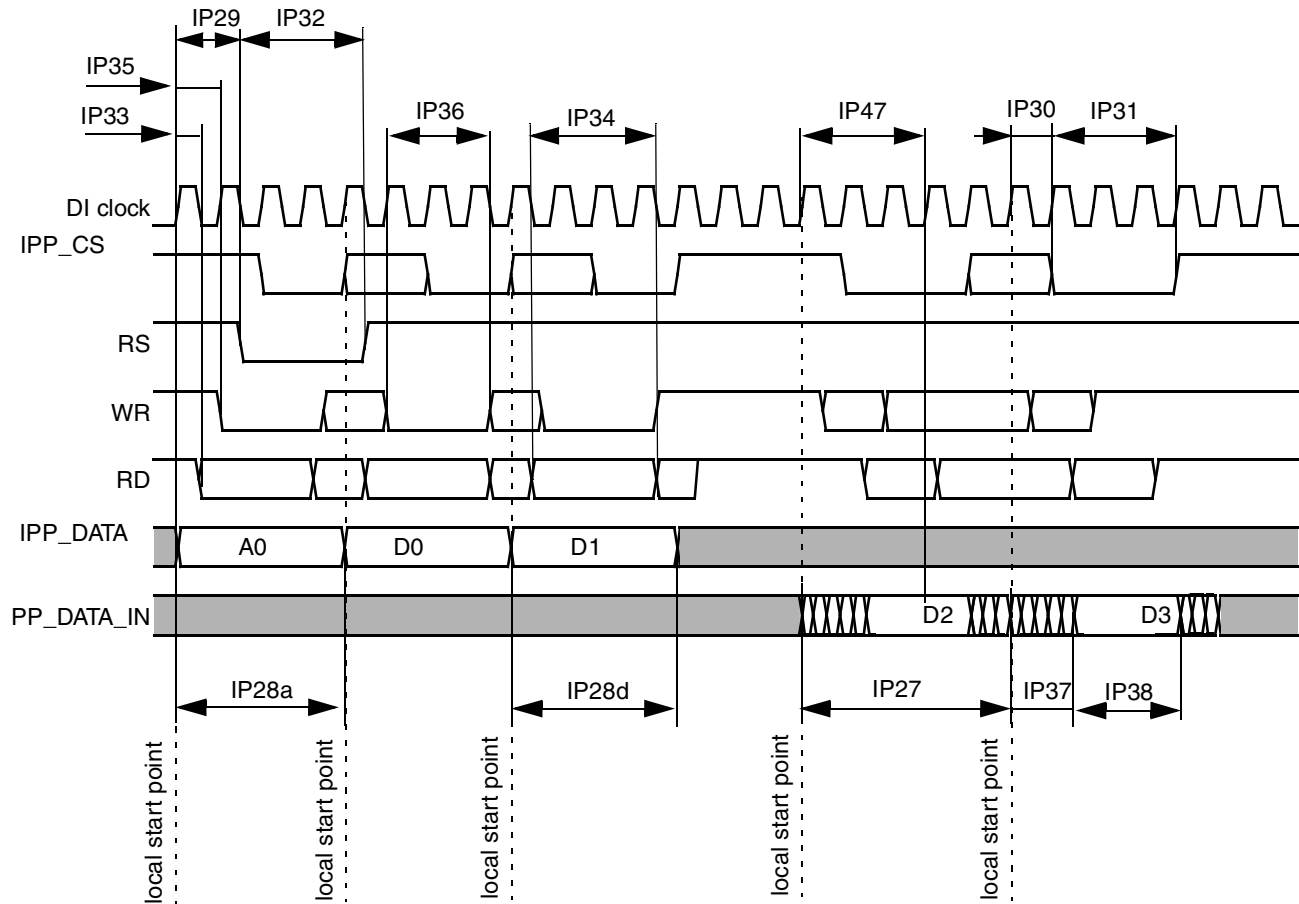 IP29
IP32
IP35
IP33
IP36
IP34
IP47
IP30
IP31
DI clock
IPP_CS
RS
WR
RD
IPP_DATA
A0
D0
D1
PP_DATA_IN
D2
D3
IP28a
IP28d
IP27
IP37
IP38
local start point
local start point
local start point
local start point
local start point